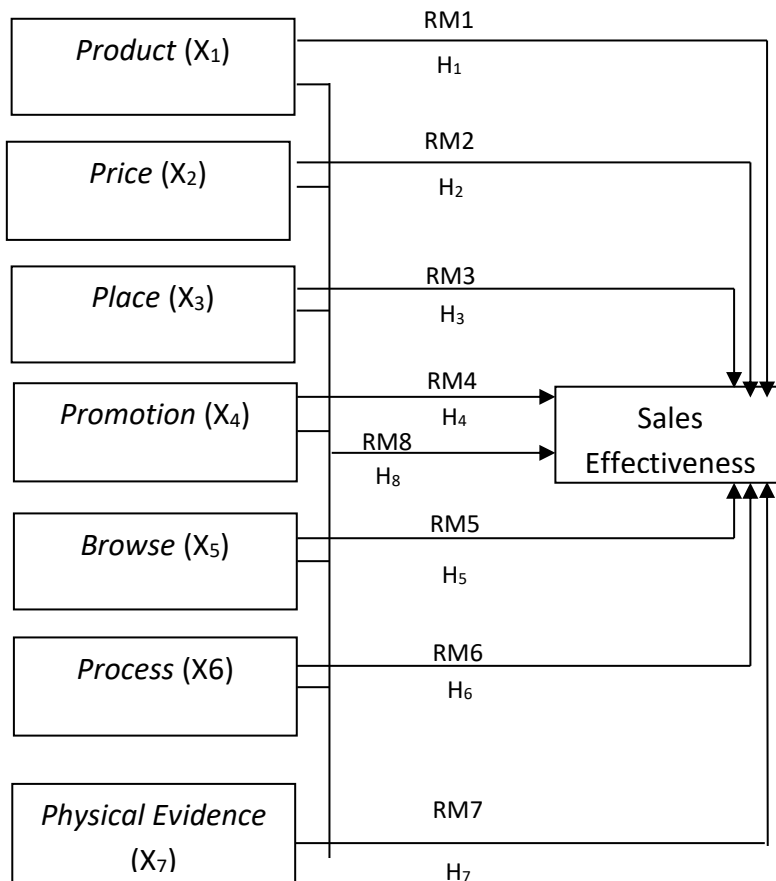 RM1
Product (X₁)
H₁
RM2
Price (X₂)
H₂
RM3
Place (X₃)
H₃
RM4
Promotion (X₄)
H₄
Sales
Effectiveness
RM8
H₈
RM5
Browse (X₅)
H₅
RM6
Process (X6)
H₆
RM7
Physical Evidence
(X₇)
H₇